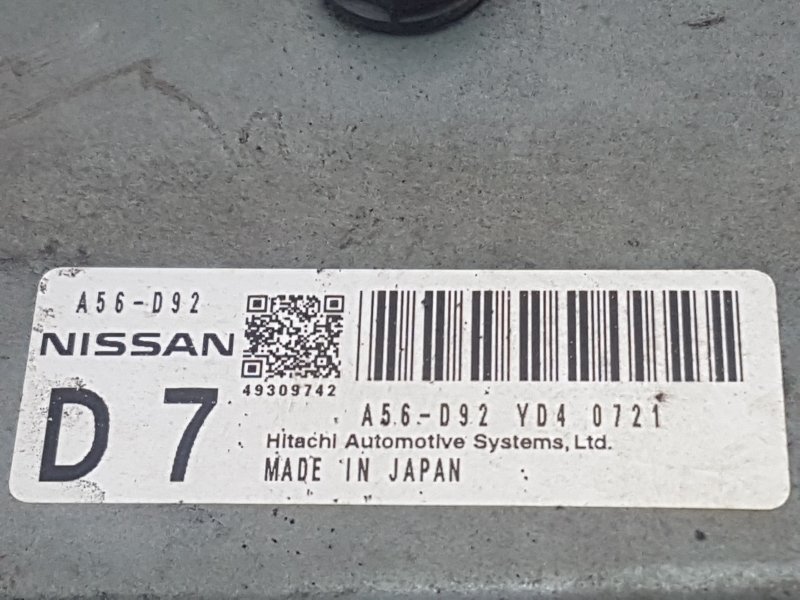 A56-D92
NISSAN
D 7
49309742
A56-D92 YD4 0721
Hitachi Automotive Systems, Ltd.
MADE IN JAPAN